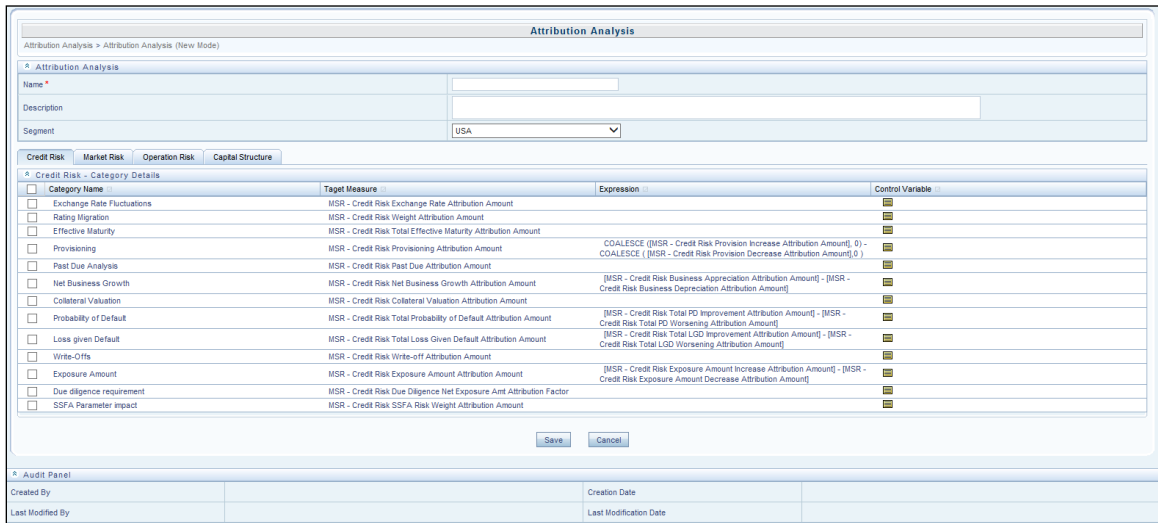 Attribution Analysis
Attribution Analysis > Attribution Analysis (New Mode)
Attribution Analysis
Name *
Description
Segment USA
Credit Risk Market Risk Operation Risk Capital Structure
Credit Risk - Category Details
Category Name Taget Measure Expression Control Variable
Exchange Rate Fluctuations MSR - Credit Risk Exchange Rate Attribution Amount
Rating Migration MSR - Credit Risk Weight Attribution Amount
Effective Maturity MSR - Credit Risk Total Effective Maturity Attribution Amount
Provisioning MSR - Credit Risk Provisioning Attribution Amount COALESCE ([MSR - Credit Risk Provision Increase Attribution Amount], 0) -
COALESCE ( [MSR - Credit Risk Provision Decrease Attribution Amount],0 )
Past Due Analysis MSR - Credit Risk Past Due Attribution Amount
Net Business Growth MSR - Credit Risk Net Business Growth Attribution Amount [MSR - Credit Risk Business Appreciation Attribution Amount] - [MSR -
Credit Risk Business Depreciation Attribution Amount]
Collateral Valuation MSR - Credit Risk Collateral Valuation Attribution Amount
Probability of Default MSR - Credit Risk Total Probability of Default Attribution Amount [MSR - Credit Risk Total PD Improvement Attribution Amount] - [MSR -
Credit Risk Total PD Worsening Attribution Amount]
Loss given Default MSR - Credit Risk Total Loss Given Default Attribution Amount [MSR - Credit Risk Total LGD Improvement Attribution Amount] - [MSR -
Credit Risk Total LGD Worsening Attribution Amount]
Write-Offs MSR - Credit Risk Write-off Attribution Amount
Exposure Amount MSR - Credit Risk Exposure Amount Attribution Amount [MSR - Credit Risk Exposure Amount Increase Attribution Amount] - [MSR -
Credit Risk Exposure Amount Decrease Attribution Amount]
Due diligence requirement MSR - Credit Risk Due Diligence Net Exposure Amt Attribution Factor
SSFA Parameter impact MSR - Credit Risk SSFA Risk Weight Attribution Amount
Save Cancel
Audit Panel
Created By Creation Date
Last Modified By Last Modification Date